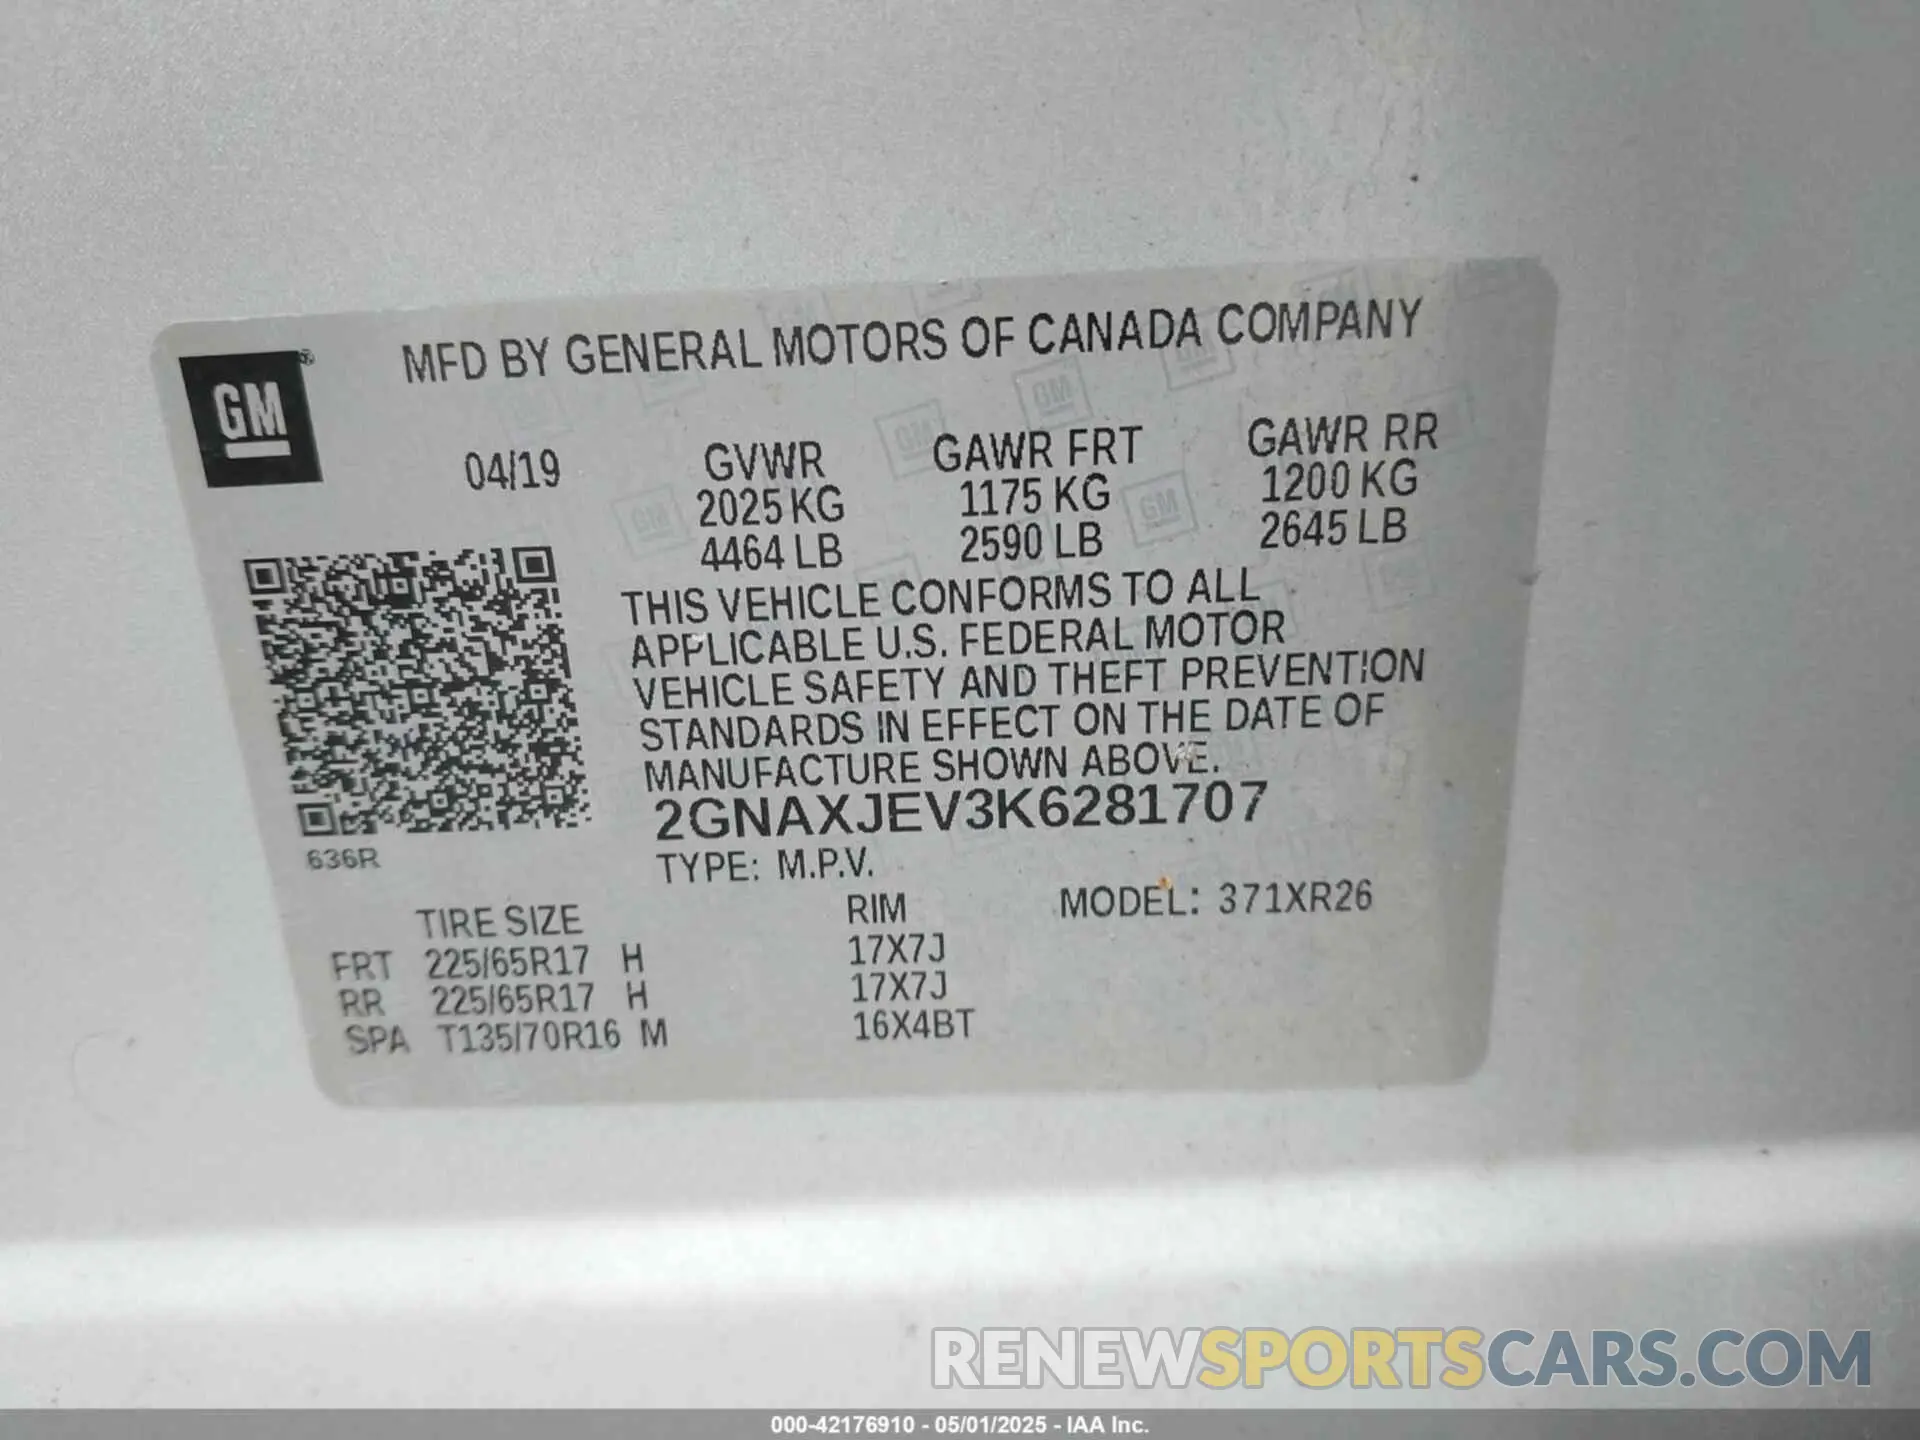 MFD BY GENERAL MOTORS OF CANADA COMPANY
GM
04/19 GVWR GAWR FRT GAWR RR
2025 KG 1175 KG 1200 KG
4464 LB 2590 LB 2645 LB
THIS VEHICLE CONFORMS TO ALL
APPLICABLE U.S. FEDERAL MOTOR
VEHICLE SAFETY AND THEFT PREVENTION
STANDARDS IN EFFECT ON THE DATE OF
MANUFACTURE SHOWN ABOVE.
2GNAXJEV3K6281707
636R
TYPE: M.P.V.
TIRE SIZE RIM MODEL: 371XR26
FRT 225/65R17 H 17X7J
RR 225/65R17 H 17X7J
SPA T135/70R16 M 16X4BT
RENEWSPORTSCARS.COM
000-42176910 - 05/01/2025 - IAA Inc.